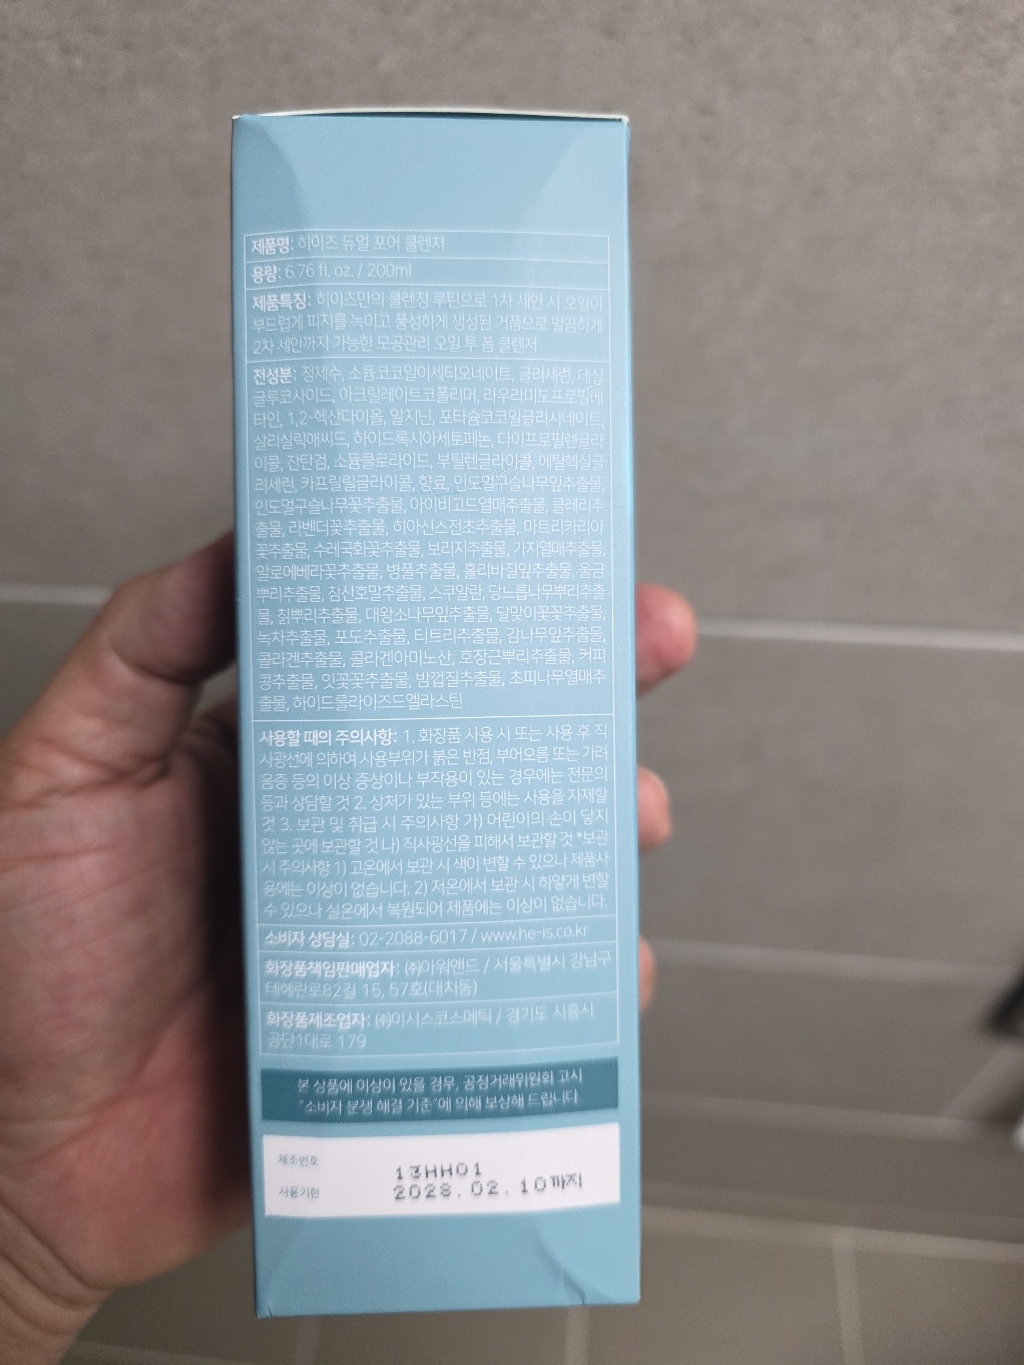 제품명: 히이즈 듀얼 포어 클렌저
용량: 6.76 fl. oz. / 200ml
제품특징: 히이즈만의 클렌징 루틴으로 1차 세안 시 오일이
부드럽게 피지를 녹이고 풍성하게 생성된 거품으로 말끔하게
2차 세안까지 가능한 모공관리 오일 투 폼 클렌저
전성분: 정제수, 소듐코코일이세티오네이트, 글리세린, 데실
글루코사이드, 아크릴레이트코폴리머, 라우라미도프로필베
타인, 1,2-헥산다이올, 알지닌, 포타슘코코일글리시네이트,
살리실릭애씨드, 하이드록시아세토페논, 다이프로필렌글라
이콜, 잔탄검, 소듐클로라이드, 부틸렌글라이콜, 에틸헥실글
리세린, 카프릴릴글라이콜, 향료, 인도멀구슬나무잎추출물,
인도멀구슬나무꽃추출물, 아이비고드열매추출물, 클레리추
출물, 라벤더꽃추출물, 히아신스전초추출물, 마트리카리아
꽃추출물, 수레국화꽃추출물, 보리지추출물, 가지열매추출물,
알로에베라꽃추출물, 병풀추출물, 홀리바질잎추출물, 울금
뿌리추출물, 참산호말추출물, 스쿠알란, 당느릅나무뿌리추출
물, 칡뿌리추출물, 대왕소나무잎추출물, 달맞이꽃꽃추출물,
녹차추출물, 포도추출물, 티트리추출물, 감나무잎추출물,
콜라겐추출물, 콜라겐아미노산, 호장근뿌리추출물, 커피
콩추출물, 잇꽃꽃추출물, 밤껍질추출물, 초피나무열매추
출물, 하이드롤라이즈드엘라스틴
사용할 때의 주의사항: 1. 화장품 사용 시 또는 사용 후 직
사광선에 의하여 사용부위가 붉은 반점, 부어오름 또는 가려
움증 등의 이상 증상이나 부작용이 있는 경우에는 전문의
등과 상담할 것 2. 상처가 있는 부위 등에는 사용을 자제할
것 3. 보관 및 취급 시 주의사항 가) 어린이의 손이 닿지
않는 곳에 보관할 것 나) 직사광선을 피해서 보관할 것 *보관
시 주의사항 1) 고온에서 보관 시 색이 변할 수 있으나 제품사
용에는 이상이 없습니다. 2) 저온에서 보관 시 하얗게 변할
수 있으나 실온에서 복원되어 제품에는 이상이 없습니다.
소비자 상담실: 02-2088-6017 / www.he-is.co.kr
화장품책임판매업자: (주)아워앤드 / 서울특별시 강남구
테헤란로82길 15, 57호(대치동)
화장품제조업자: (주)이시스코스메틱 / 경기도 시흥시
공단1대로 179
본 상품에 이상이 있을 경우, 공정거래위원회 고시
"소비자 분쟁 해결 기준"에 의해 보상해 드립니다.
제조번호 13HH01
사용기한 2028.02.10까지